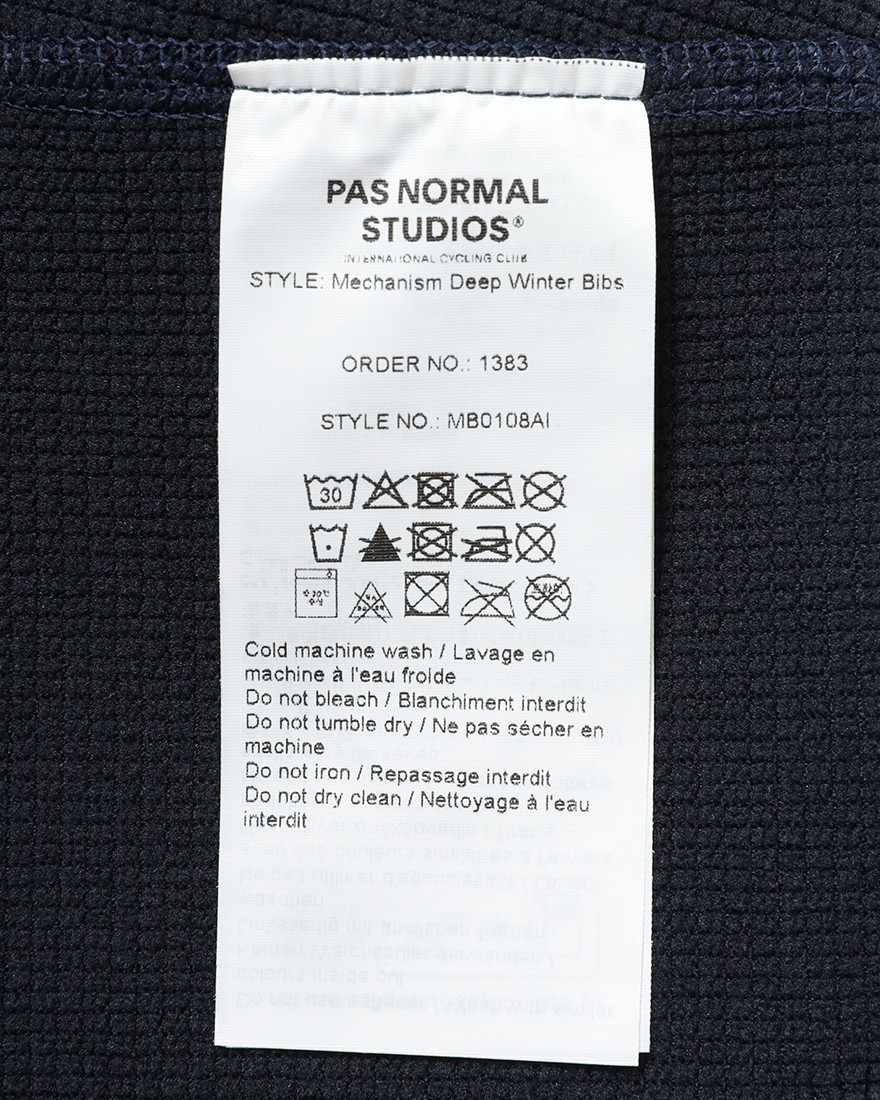 PAS NORMAL
STUDIOS®
INTERNATIONAL CYCLING CLUB
STYLE: Mechanism Deep Winter Bibs
ORDER NO.: 1383
STYLE NO.: MB0108AI
30
Cold machine wash / Lavage en
machine à l'eau froide
Do not bleach / Blanchiment interdit
Do not tumble dry / Ne pas sécher en
machine
Do not iron / Repassage interdit
Do not dry clean / Nettoyage à l'eau
interdit